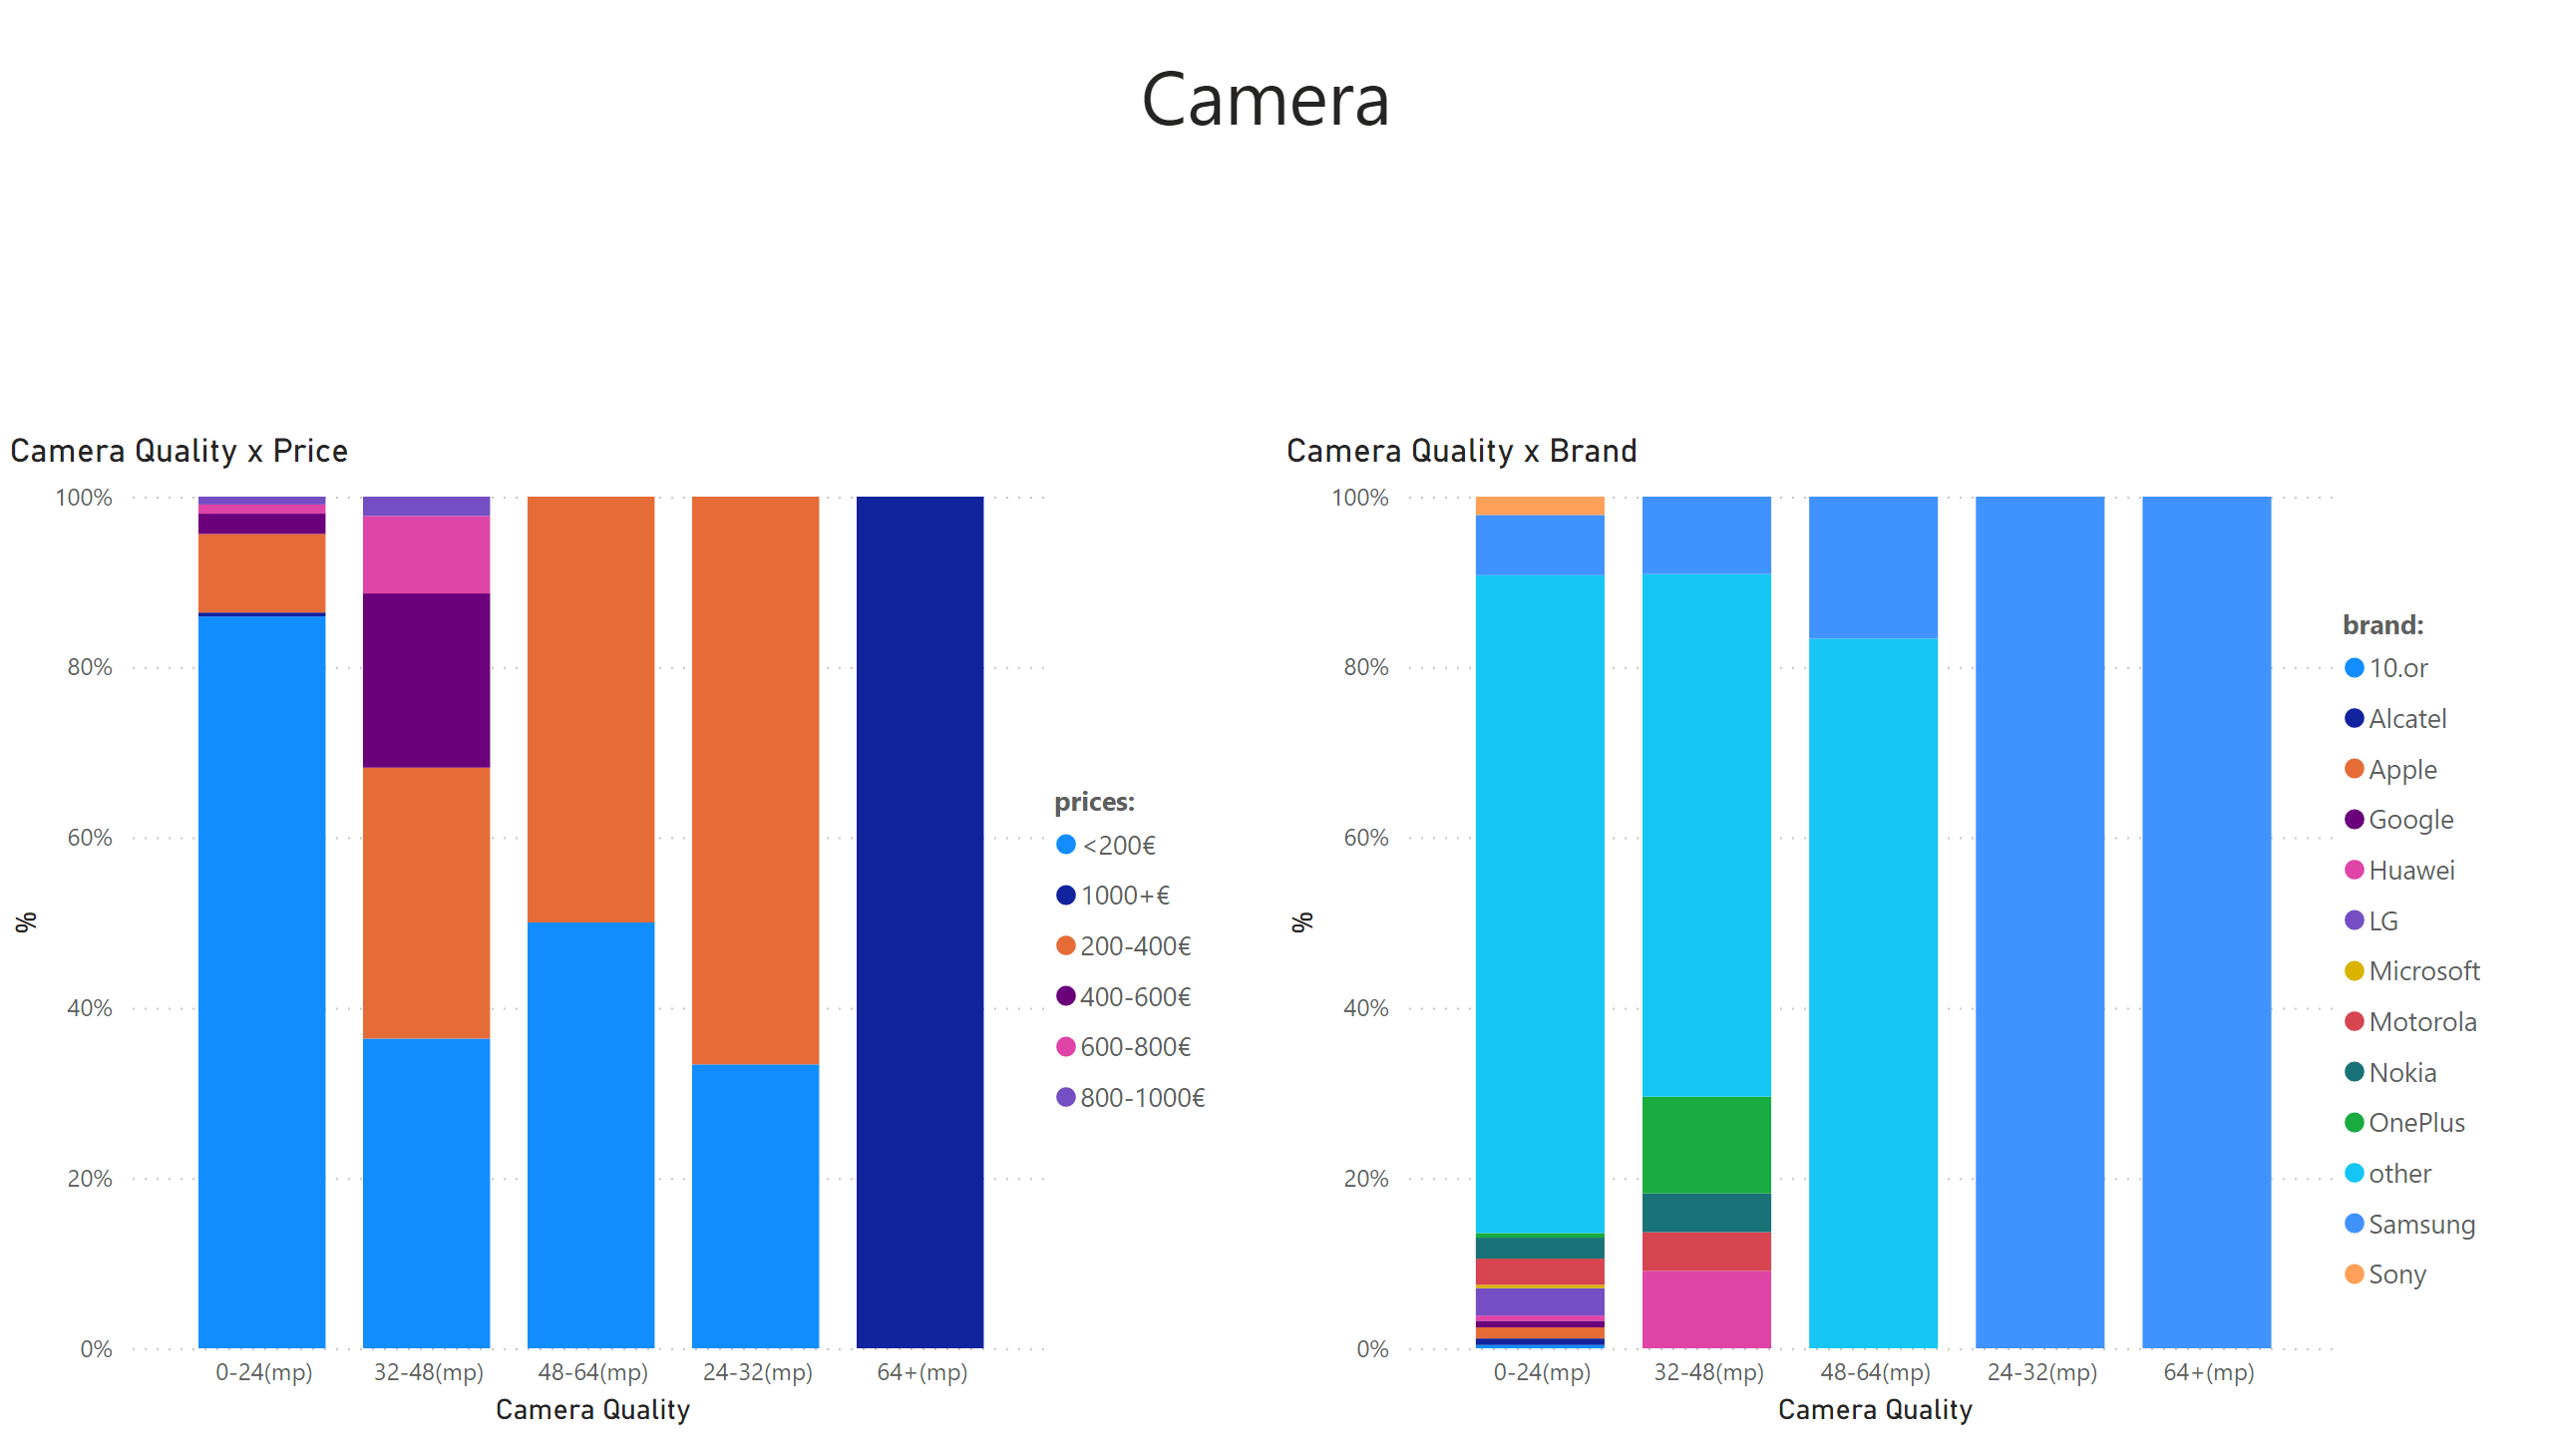 Camera
Camera Quality x Price
100%
80%
60%
40%
20%
0%
%
0-24(mp) 32-48(mp) 48-64(mp) 24-32(mp) 64+(mp)
Camera Quality
prices:
<200€
1000+€
200-400€
400-600€
600-800€
800-1000€
Camera Quality x Brand
100%
80%
60%
40%
20%
0%
%
0-24(mp) 32-48(mp) 48-64(mp) 24-32(mp) 64+(mp)
Camera Quality
brand:
10.or
Alcatel
Apple
Google
Huawei
LG
Microsoft
Motorola
Nokia
OnePlus
other
Samsung
Sony